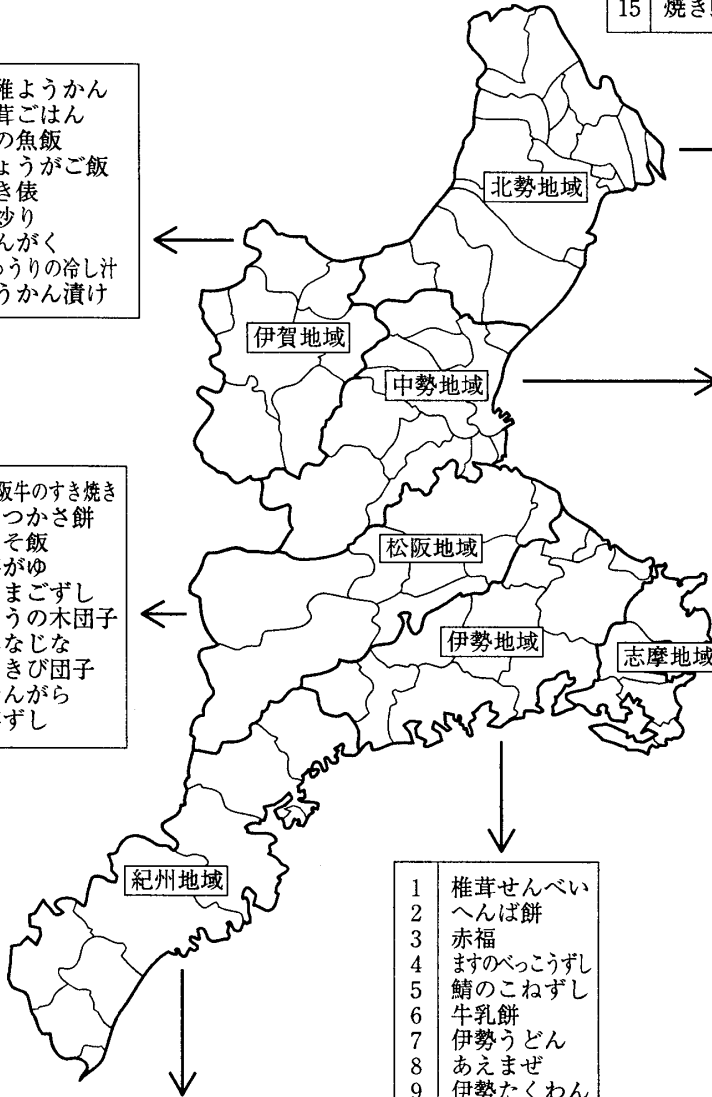 15 焼き
北勢地域
伊賀地域
中勢地域
松阪地域
伊勢地域
志摩地域
紀州地域
ようかん
茸ごはん
の魚飯
ょうがご飯
き俵
炒り
んがく
ゅうりの冷し汁
うかん漬け
阪牛のすき焼き
つかさ餅
そ飯
がゆ
まごずし
うの木団子
なじな
きび団子
んがら
ずし
1 椎茸せんべい
2 へんば餅
3 赤福
4 ますのべっこうずし
5 鯖のこねずし
6 牛乳餅
7 伊勢うどん
8 あえまぜ
9 伊勢たくわん